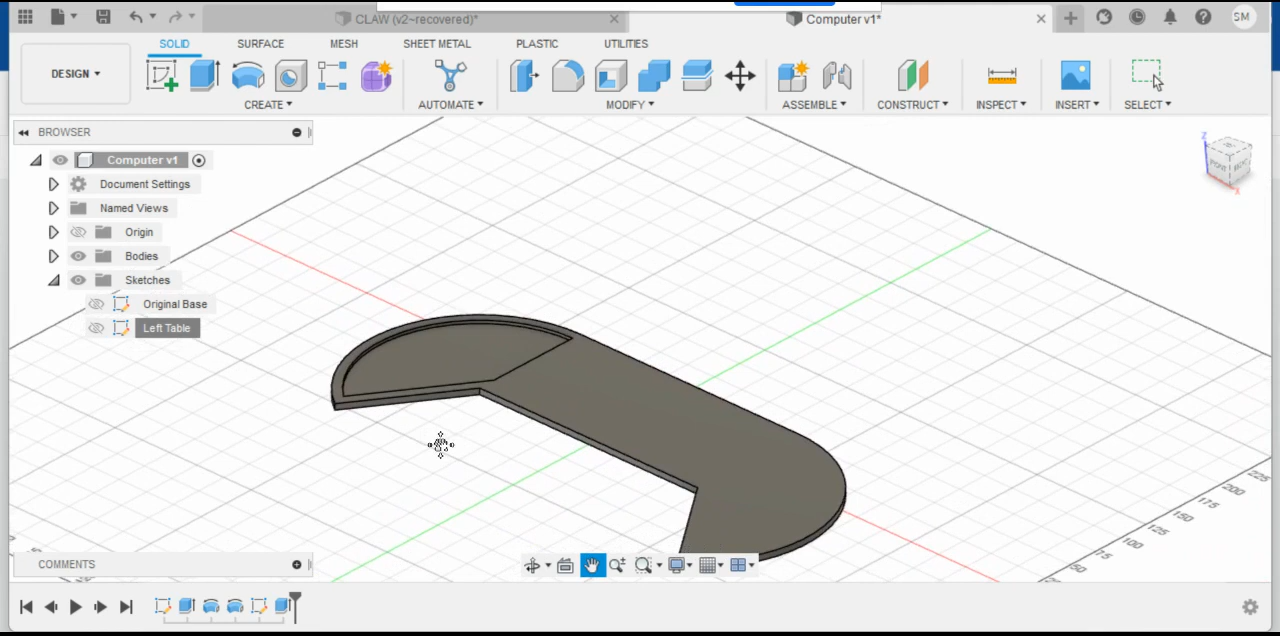 CLAW (v2~recovered)*
Computer v1*
SM
SOLID SURFACE MESH SHEET METAL PLASTIC UTILITIES
DESIGN
CREATE AUTOMATE MODIFY ASSEMBLE CONSTRUCT INSPECT INSERT SELECT
BROWSER
Computer v1
Document Settings
Named Views
Origin
Bodies
Sketches
Original Base
Left Table
Z
X
225
200
175
150
125
100
75
50
COMMENTS